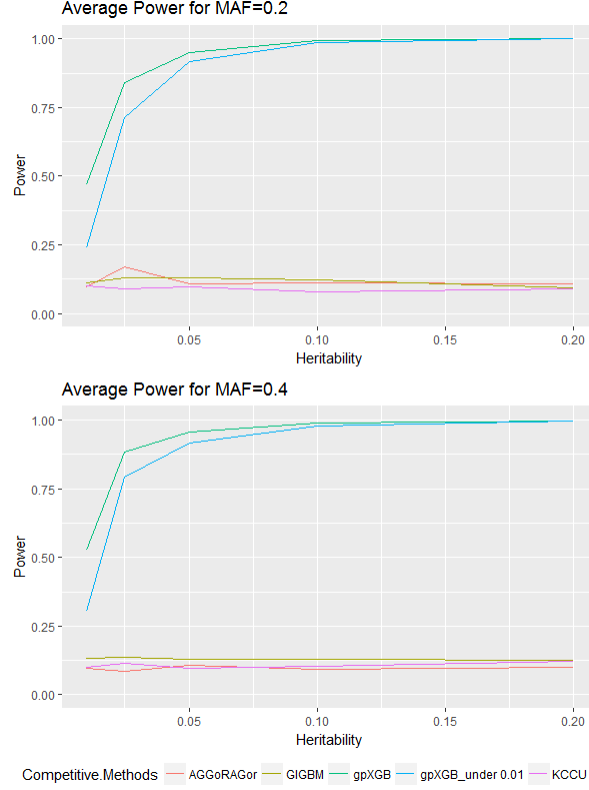 Average Power for MAF=0.2
1.00
0.75
0.50
0.25
0.00
Power
0.05 0.10 0.15 0.20
Heritability
Average Power for MAF=0.4
1.00
0.75
0.50
0.25
0.00
Power
0.05 0.10 0.15 0.20
Heritability
Competitive.Methods AGGoRAGor GIGBM gpXGB gpXGB_under 0.01 KCCU